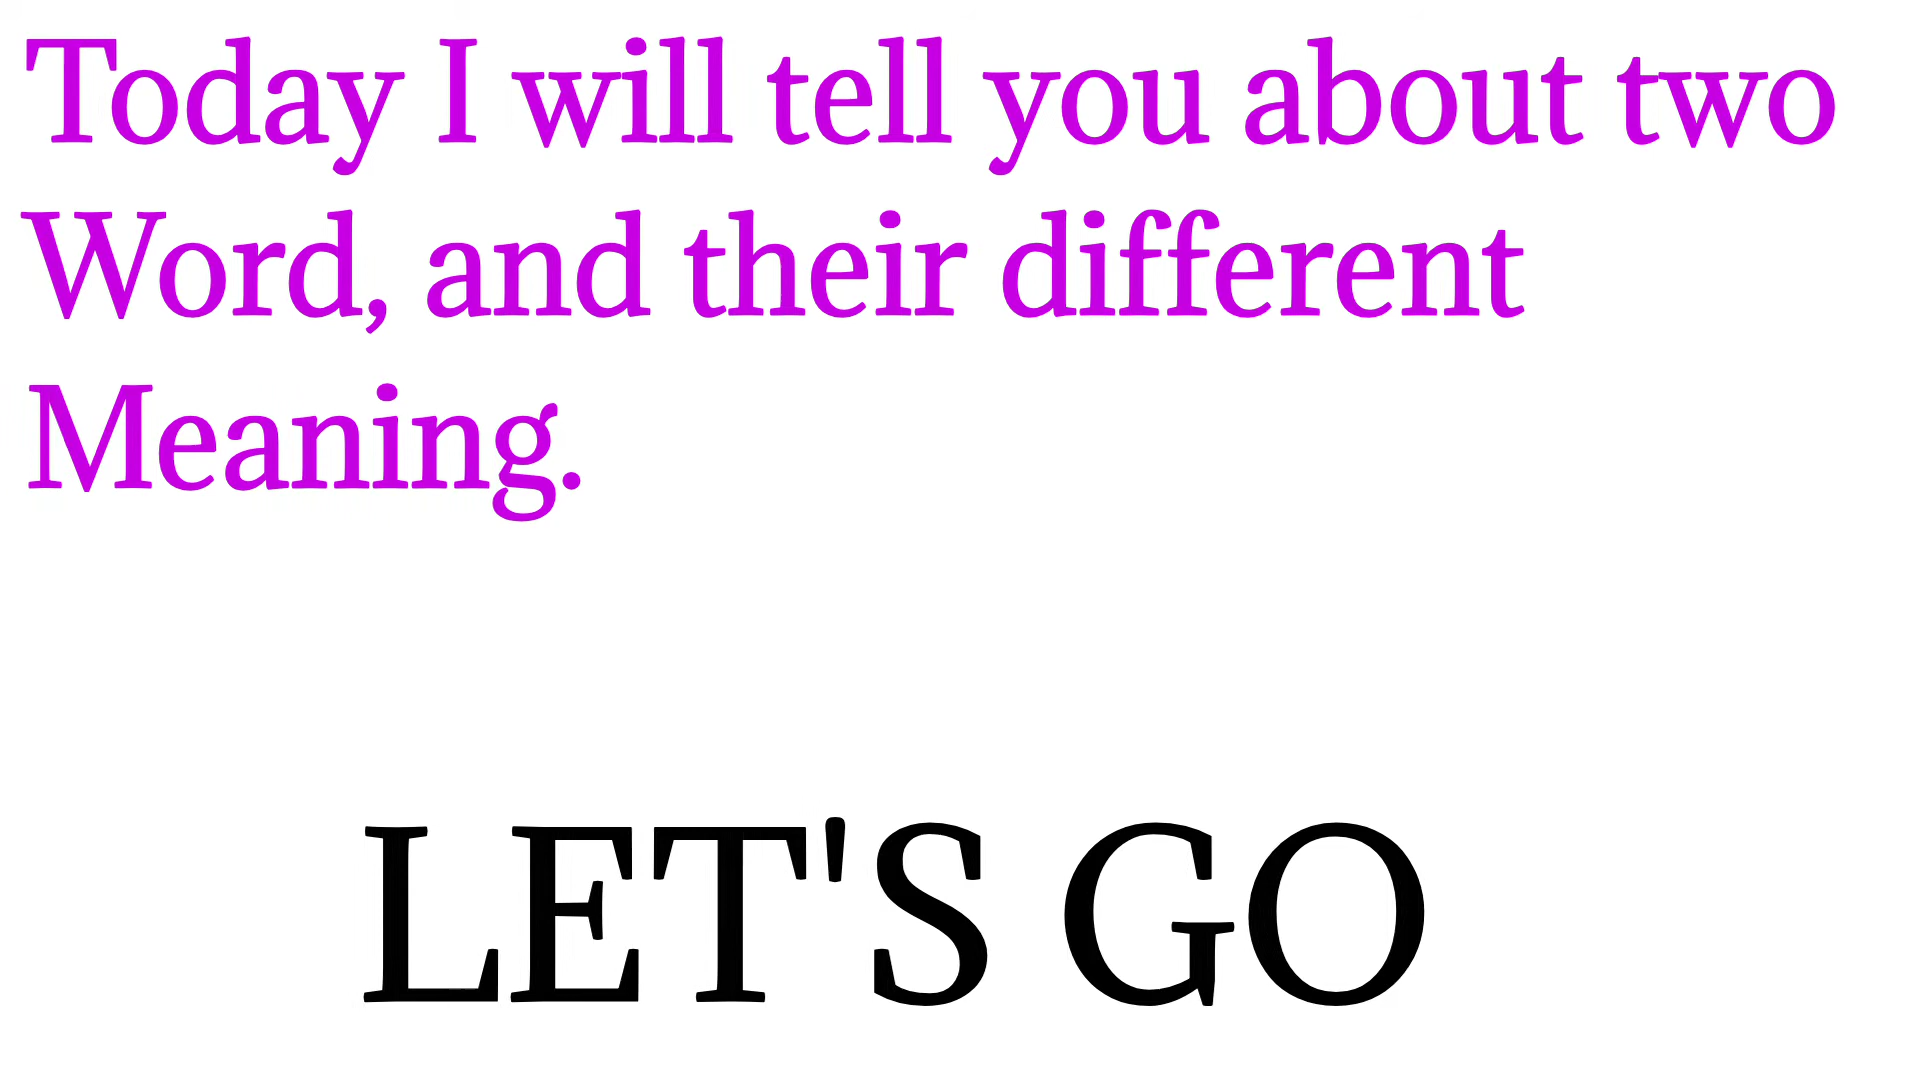 Today I will tell you about two
Word, and their different
Meaning.
LET'S GO